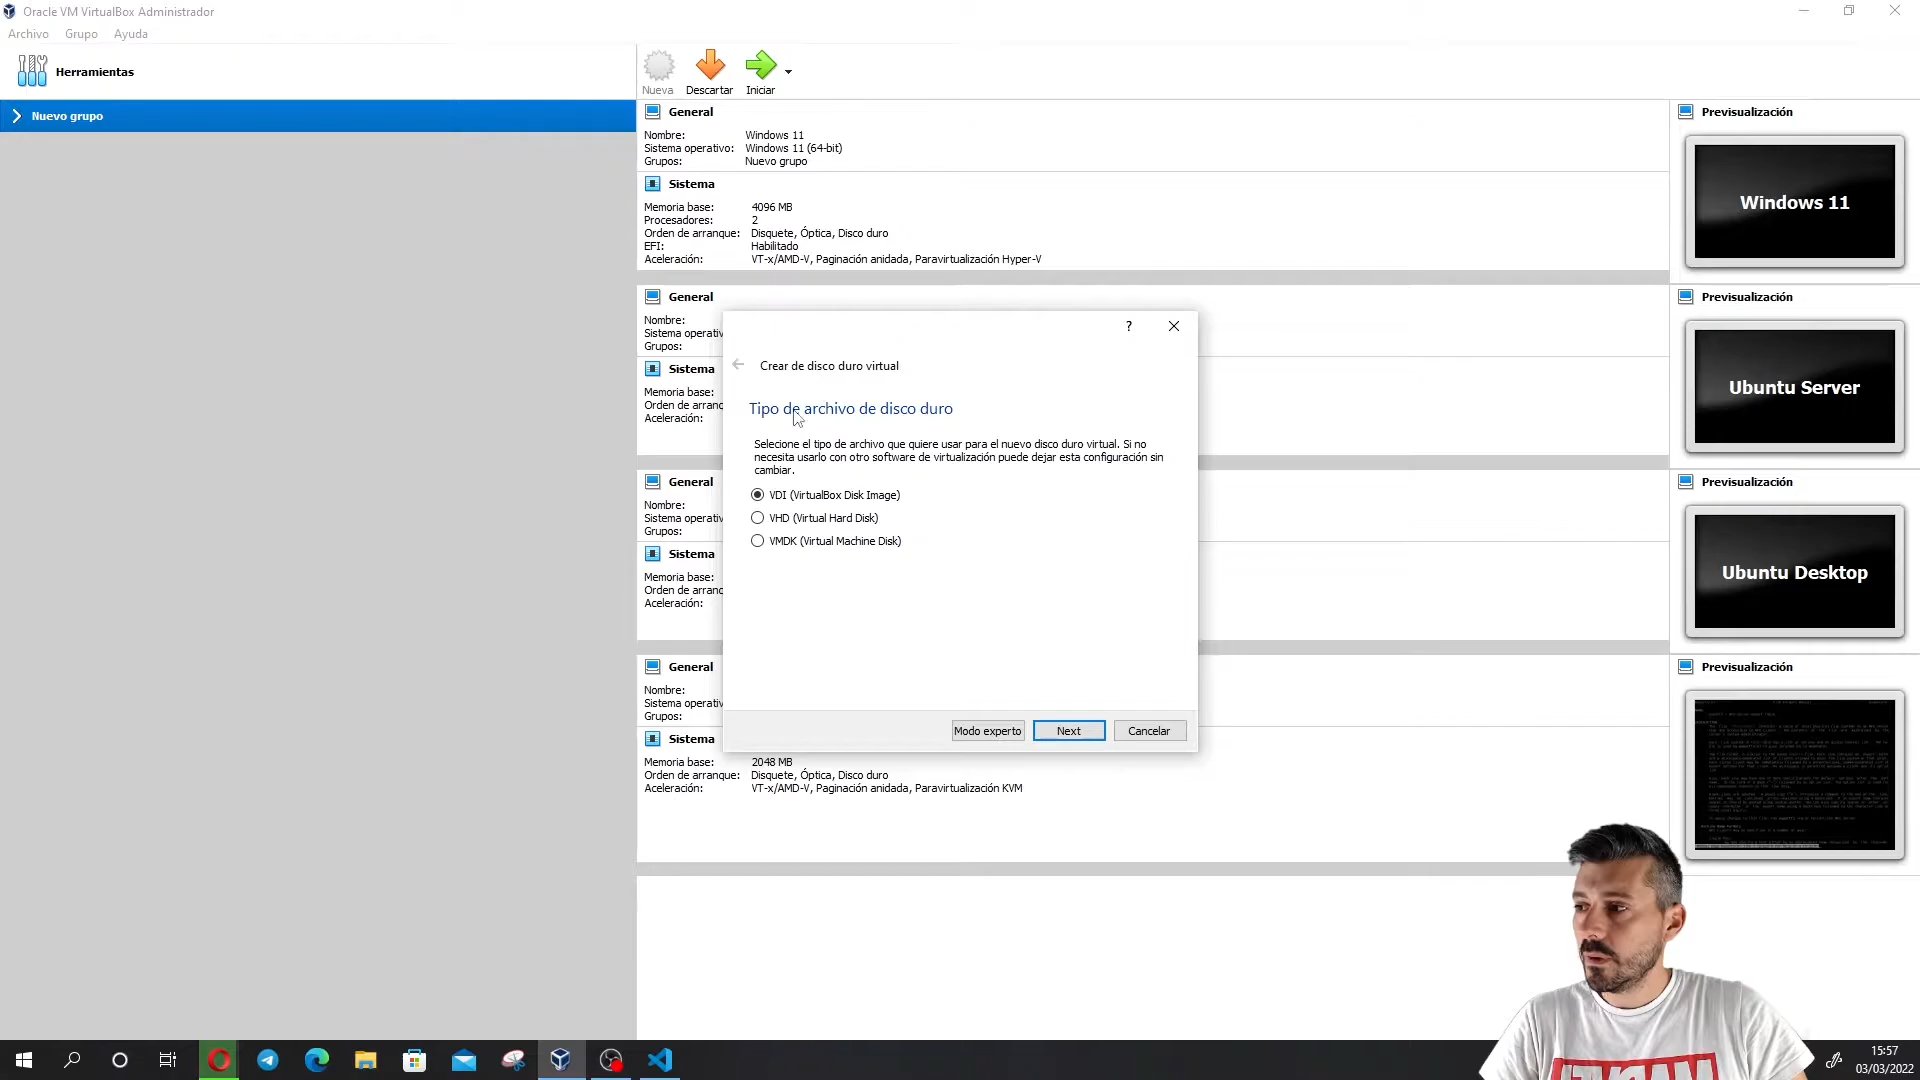 Oracle VM VirtualBox Administrador
Archivo Grupo Ayuda
Herramientas
Nueva Descartar Iniciar
Nuevo grupo
General
Nombre: Windows 11
Sistema operativo: Windows 11 (64-bit)
Grupos: Nuevo grupo
Sistema
Memoria base: 4096 MB
Procesadores: 2
Orden de arranque: Disquete, Óptica, Disco duro
EFI: Habilitado
Aceleración: VT-x/AMD-V, Paginación anidada, Paravirtualización Hyper-V
Previsualización
Windows 11
General
Nombre:
Sistema operativ
Grupos:
Sistema
Memoria base:
Orden de arranq
Aceleración:
Previsualización
Ubuntu Server
General
Nombre:
Sistema operativ
Grupos:
Sistema
Memoria base:
Orden de arranq
Aceleración:
Previsualización
Ubuntu Desktop
General
Nombre:
Sistema operativ
Grupos:
Sistema
Memoria base: 2048 MB
Orden de arranque: Disquete, Óptica, Disco duro
Aceleración: VT-x/AMD-V, Paginación anidada, Paravirtualización KVM
Previsualización
?
Crear de disco duro virtual
Tipo de archivo de disco duro
Selecione el tipo de archivo que quiere usar para el nuevo disco duro virtual. Si no
necesita usarlo con otro software de virtualización puede dejar esta configuración sin
cambiar.
VDI (VirtualBox Disk Image)
VHD (Virtual Hard Disk)
VMDK (Virtual Machine Disk)
Modo experto Next Cancelar
15:57
03/03/2022